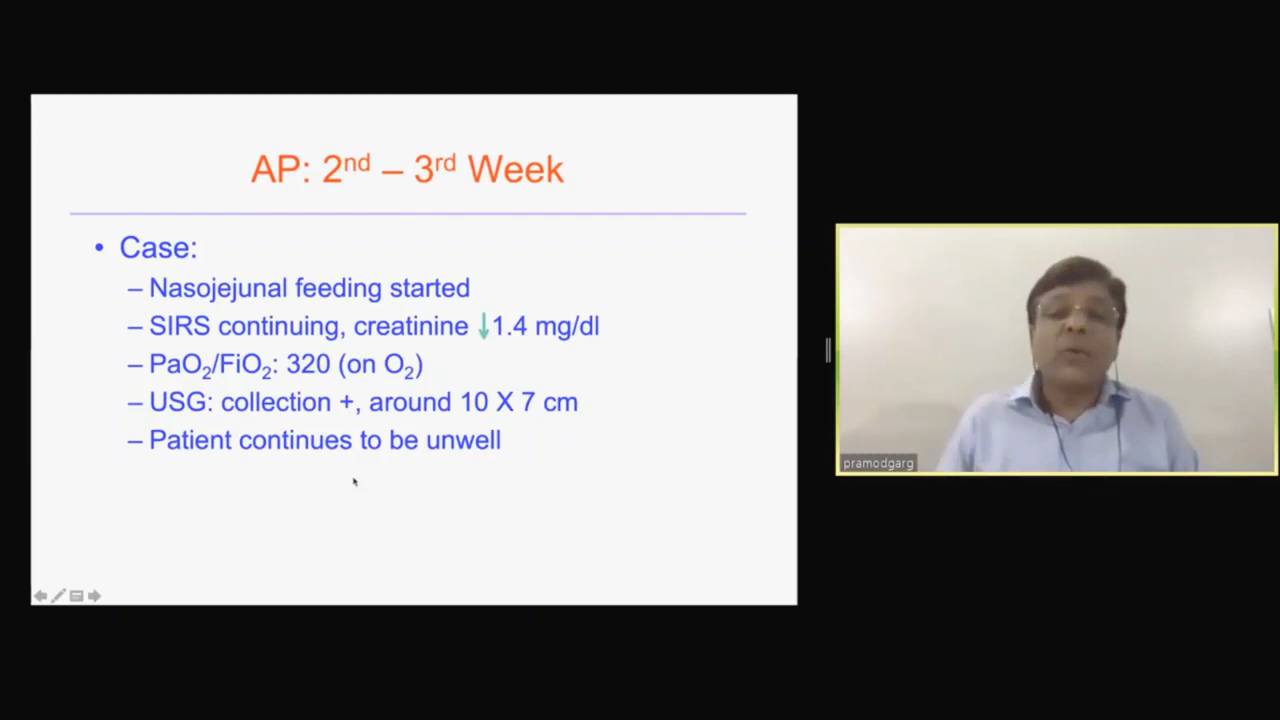 AP: 2nd – 3rd Week
• Case:
– Nasojejunal feeding started
– SIRS continuing, creatinine ↓1.4 mg/dl
– PaO2/FiO2: 320 (on O2)
– USG: collection +, around 10 X 7 cm
– Patient continues to be unwell
pramodgarg